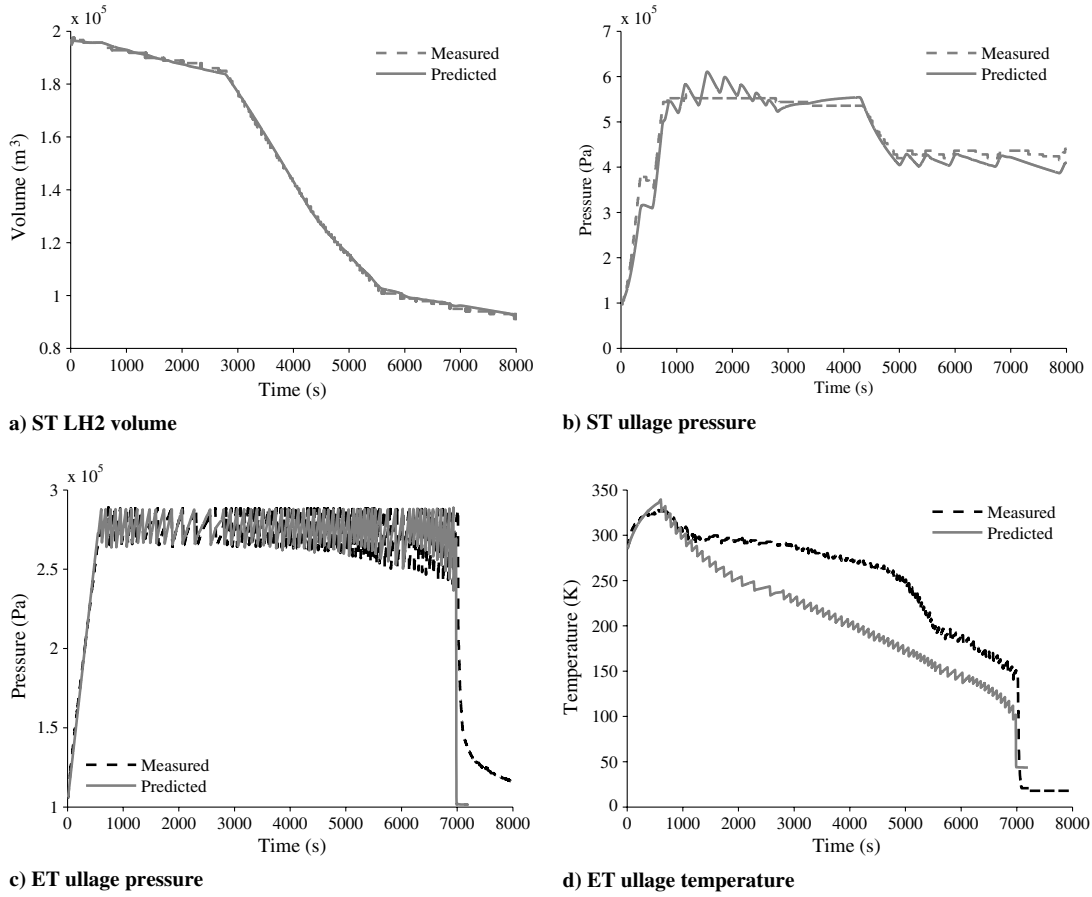 x 10^5
2
1.8
1.6
1.4
1.2
1
0.8
Volume (m^3)
0 1000 2000 3000 4000 5000 6000 7000 8000
Time (s)
Measured
Predicted
a) ST LH2 volume
x 10^5
7
6
5
4
3
2
1
0
Pressure (Pa)
0 1000 2000 3000 4000 5000 6000 7000 8000
Time (s)
Measured
Predicted
b) ST ullage pressure
x 10^5
3
2.5
2
1.5
1
Pressure (Pa)
0 1000 2000 3000 4000 5000 6000 7000 8000
Time (s)
Measured
Predicted
c) ET ullage pressure
350
300
250
200
150
100
50
0
Temperature (K)
0 1000 2000 3000 4000 5000 6000 7000 8000
Time (s)
Measured
Predicted
d) ET ullage temperature